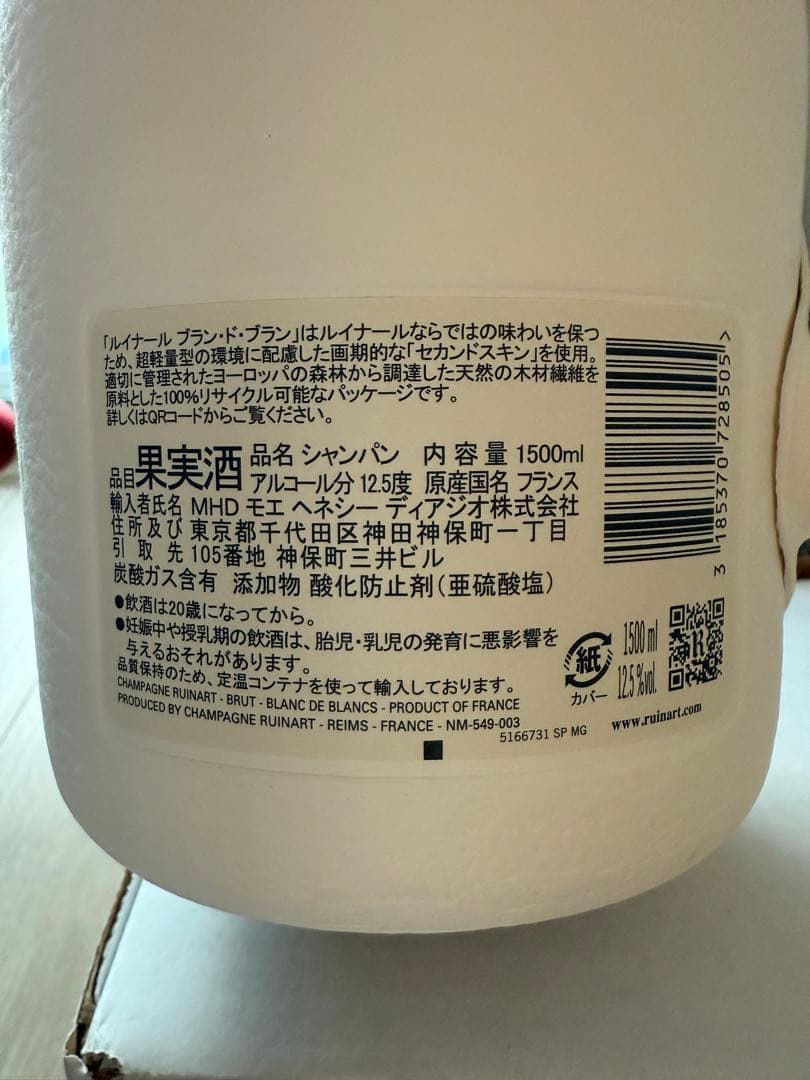 「ルイナール ブラン・ド・ブラン」はルイナールならではの味わいを保つ
ため、超軽量型の環境に配慮した画期的な「セカンドスキン」を使用。
適切に管理されたヨーロッパの森林から調達した天然の木材繊維を
原料とした100%リサイクル可能なパッケージです。
詳しくはQRコードからご覧ください。
品目果実酒 品名 シャンパン 内容量 1500ml
アルコール分 12.5度 原産国名 フランス
輸入者氏名 MHD モエ ヘネシー ディアジオ株式会社
住所及び 東京都千代田区神田神保町一丁目
引取先 105番地 神保町三井ビル
炭酸ガス含有 添加物 酸化防止剤(亜硫酸塩)
●飲酒は20歳になってから。
●妊娠中や授乳期の飲酒は、胎児・乳児の発育に悪影響を
与えるおそれがあります。
品質保持のため、定温コンテナを使って輸入しております。
CHAMPAGNE RUINART - BRUT - BLANC DE BLANCS - PRODUCT OF FRANCE
PRODUCED BY CHAMPAGNE RUINART - REIMS - FRANCE - NM-549-003
5166731 SP MG
紙
カバー
1500 ml
12.5 %vol.
R
www.ruinart.com
3 185370 728505 >